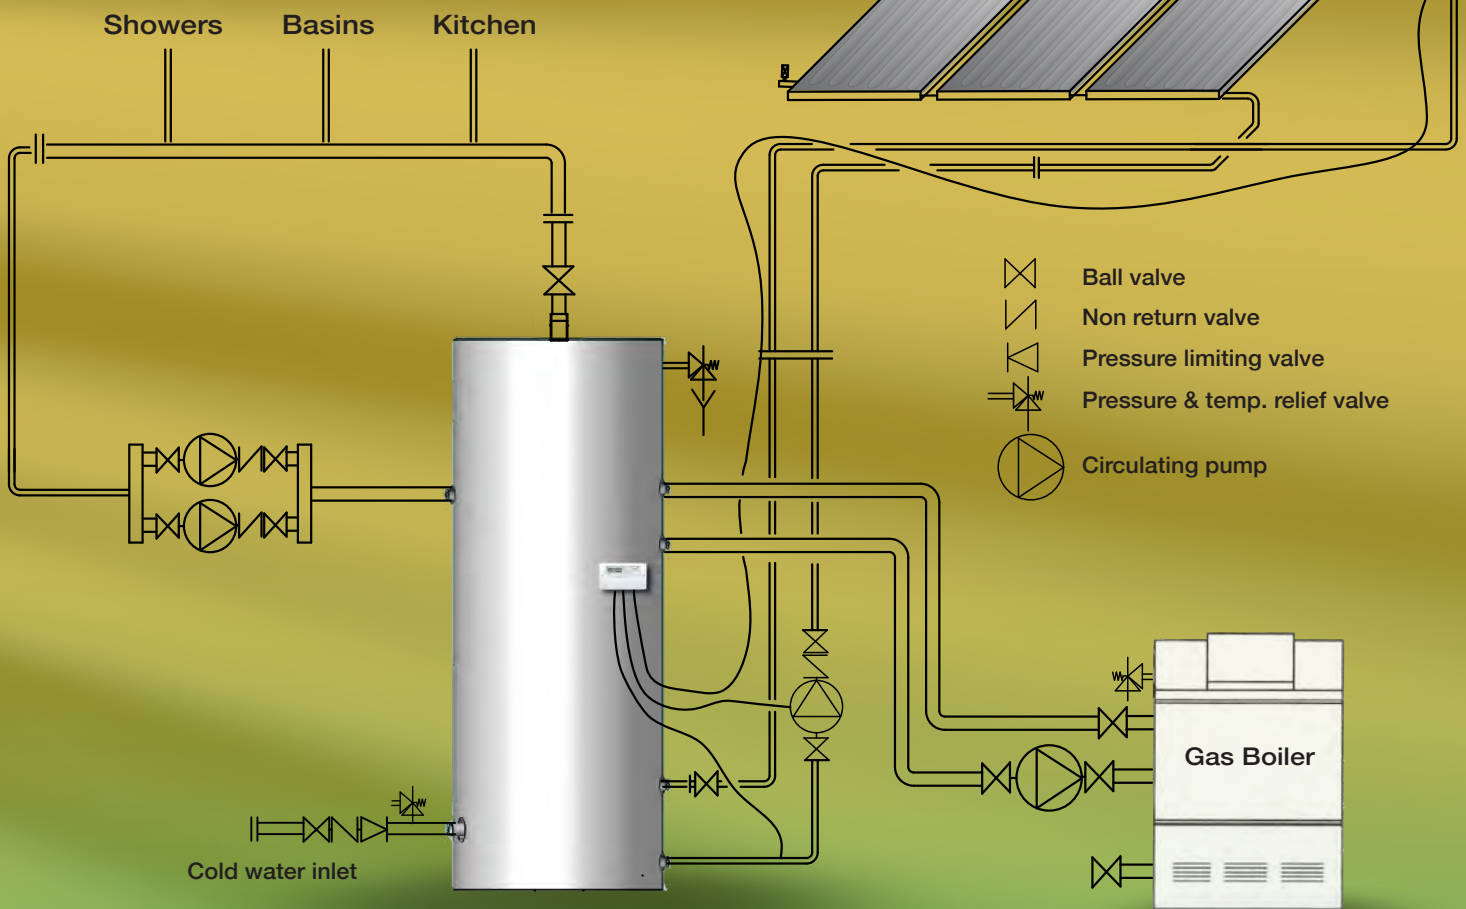 Showers
Basins
Kitchen
Ball valve
Non return valve
Pressure limiting valve
Pressure & temp. relief valve
Circulating pump
Gas Boiler
Cold water inlet